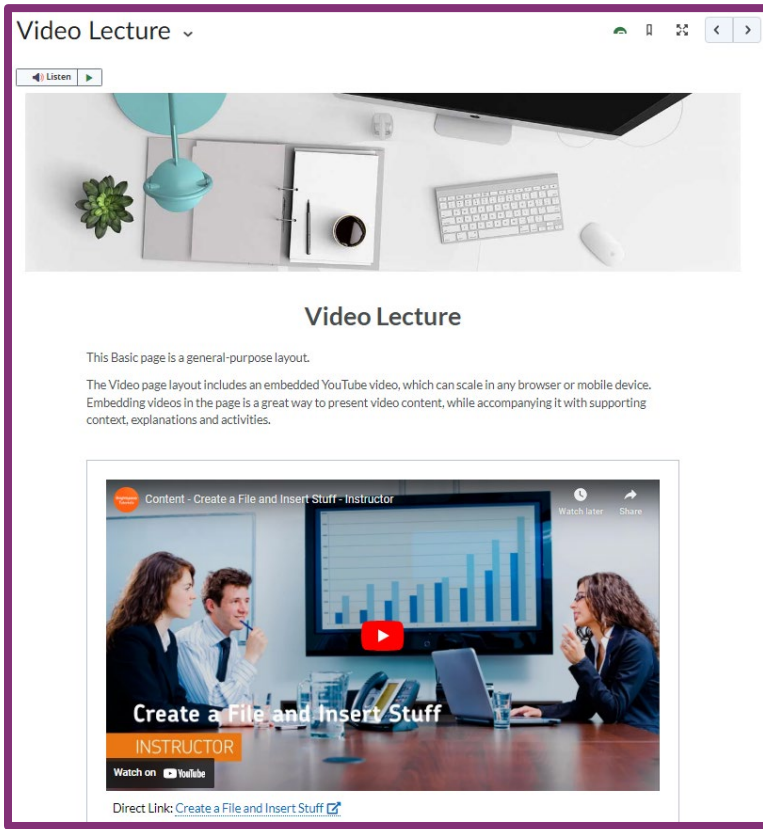 Video Lecture
Listen
Video Lecture
This Basic page is a general-purpose layout.
The Video page layout includes an embedded YouTube video, which can scale in any browser or mobile device.
Embedding videos in the page is a great way to present video content, while accompanying it with supporting
context, explanations and activities.
Content - Create a File and Insert Stuff - Instructor
Watch later
Share
Create a File and Insert Stuff
INSTRUCTOR
Watch on YouTube
Direct Link: Create a File and Insert Stuff